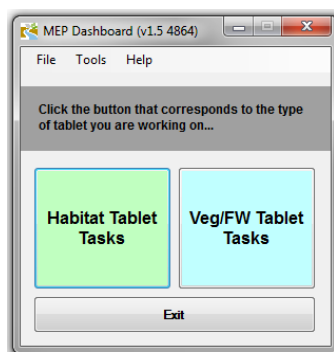 MEP Dashboard (v1.5 4864)
File Tools Help
Click the button that corresponds to the type
of tablet you are working on...
Habitat Tablet
Tasks
Veg/FW Tablet
Tasks
Exit